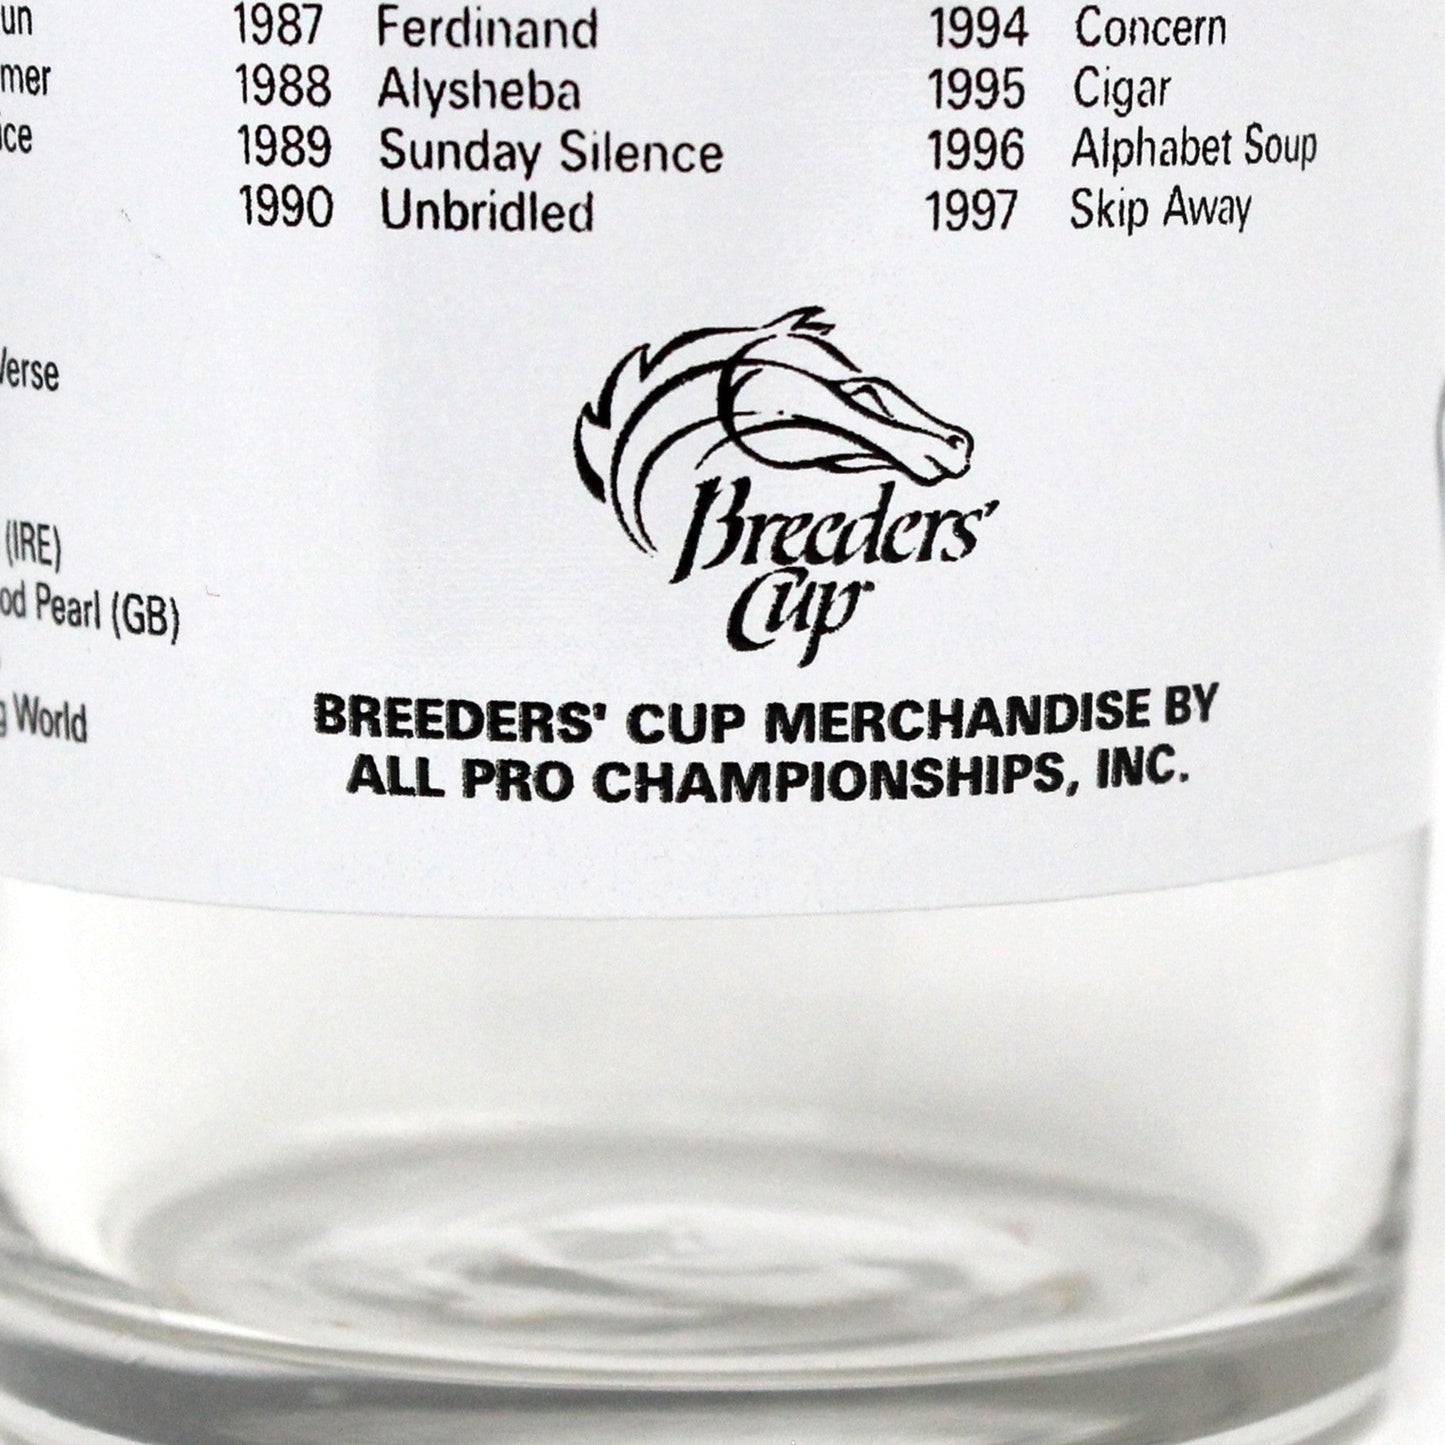 1987 Ferdinand
1988 Alysheba
1989 Sunday Silence
1990 Unbridled
1994 Concern
1995 Cigar
1996 Alphabet Soup
1997 Skip Away
Verse
(IRE)
Pearl (GB)
World
Breeders'
Cup
BREEDERS' CUP MERCHANDISE BY
ALL PRO CHAMPIONSHIPS, INC.